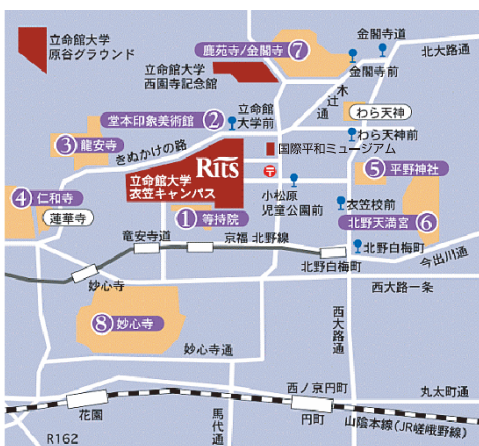 立命館大学
原谷グラウンド
鹿苑寺/金閣寺 ⑦
金閣寺道
北大路通
金閣寺前
立命館大学
西園寺記念館
木辻通
わら天神
堂本印象美術館 ②
立命館
大学前
わら天神前
③ 龍安寺
きぬかけの路
国際平和ミュージアム
RITS
立命館大学
衣笠キャンパス
〒
⑤ 平野神社
小松原
児童公園前
④ 仁和寺
蓮華寺
① 等持院
衣笠校前
北野天満宮 ⑥
竜安寺道
京福 北野線
北野白梅町
北野白梅町
今出川通
妙心寺
西大路一条
⑧ 妙心寺
西大路通
妙心寺通
西ノ京円町
丸太町通
花園
馬代通
円町
山陰本線(JR嵯峨野線)
R162